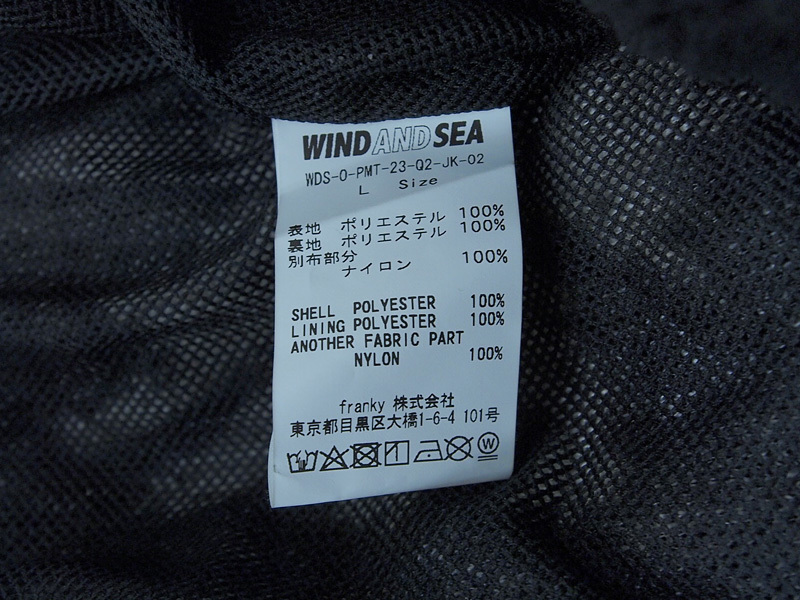 WIND AND SEA
WDS-O-PMT-23-Q2-JK-02
L Size
表地 ポリエステル 100%
裏地 ポリエステル 100%
別布部分
ナイロン 100%
SHELL POLYESTER 100%
LINING POLYESTER 100%
ANOTHER FABRIC PART
NYLON 100%
franky 株式会社
東京都目黒区大橋1-6-4 101号
W